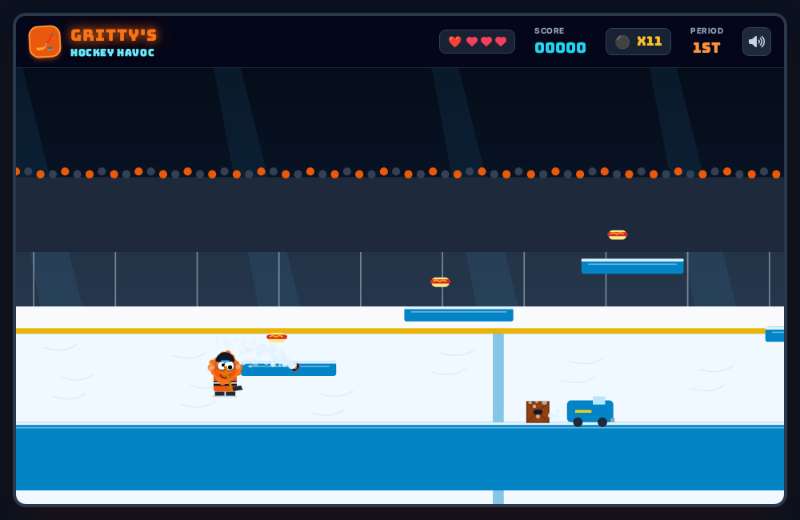 GRITTY'S
HOCKEY HAVOC
SCORE
00000
X11
PERIOD
1ST